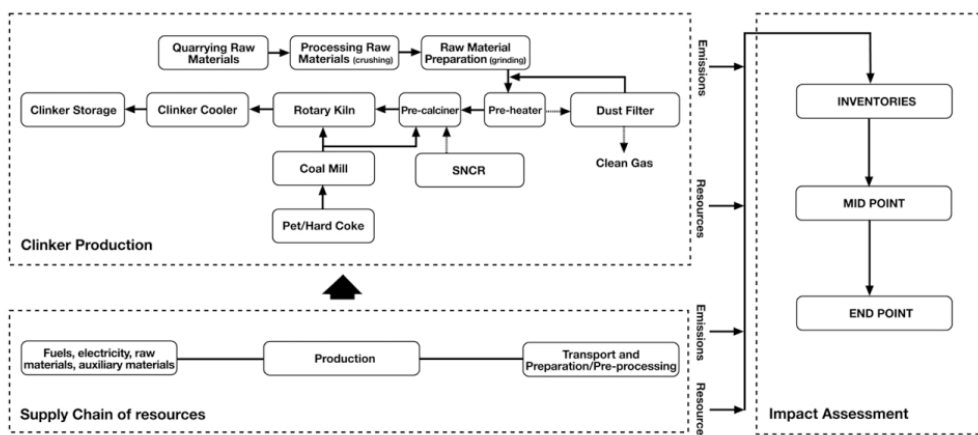 Quarrying Raw
Materials
Processing Raw
Materials (crushing)
Raw Material
Preparation (grinding)
Clinker Storage
Clinker Cooler
Rotary Kiln
Pre-calciner
Pre-heater
Dust Filter
Coal Mill
SNCR
Clean Gas
Pet/Hard Coke
Clinker Production
Emissions
Resources
Fuels, electricity, raw
materials, auxiliary materials
Production
Transport and
Preparation/Pre-processing
Supply Chain of resources
Emissions
Resource
INVENTORIES
MID POINT
END POINT
Impact Assessment